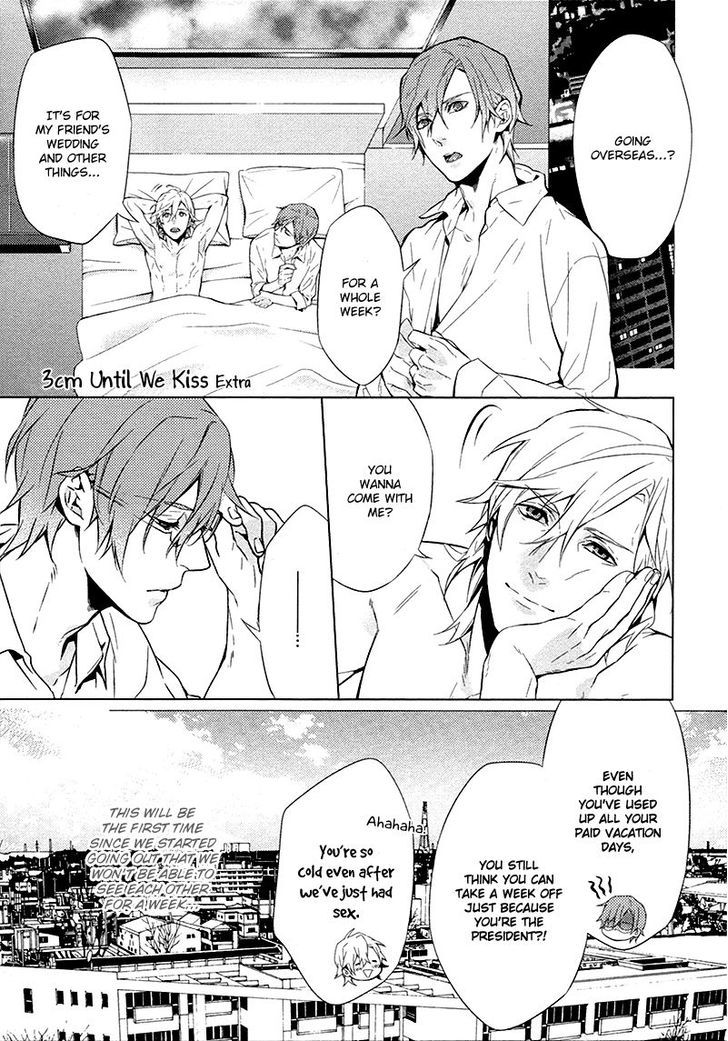 GOING
OVERSEAS...?
IT'S FOR
MY FRIEND'S
WEDDING
AND OTHER
THINGS...
FOR A
WHOLE
WEEK?
3cm Until We Kiss Extra
YOU
WANNA
COME WITH
ME?
..........
EVEN
THOUGH
YOU'VE USED
UP ALL YOUR
PAID VACATION
DAYS,
YOU STILL
THINK YOU CAN
TAKE A WEEK OFF
JUST BECAUSE
YOU'RE THE
PRESIDENT?!
Ahahaha!
You're so
cold even after
we've just had
sex.
THIS WILL BE
THE FIRST TIME
SINCE WE STARTED
GOING OUT THAT WE
WON'T BE ABLE TO
SEE EACH OTHER
FOR A WEEK...